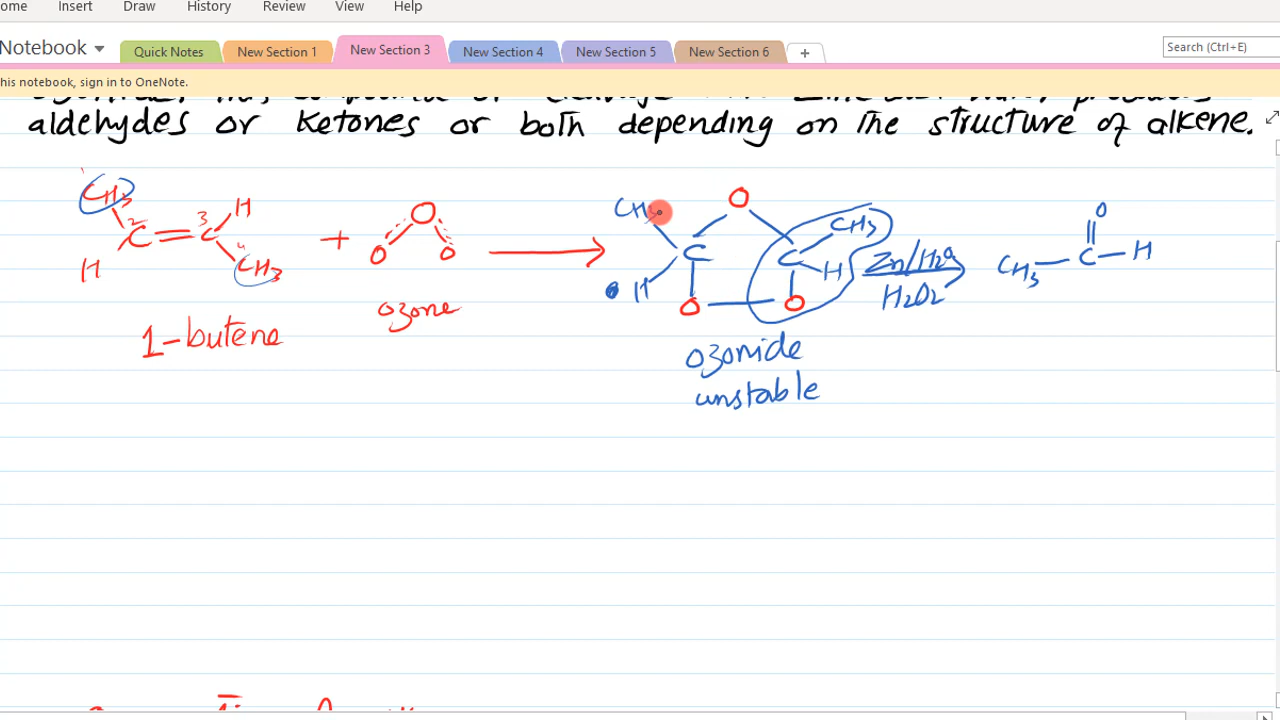 ome Insert Draw History Review View Help
Notebook Quick Notes New Section 1 New Section 3 New Section 4 New Section 5 New Section 6 + Search (Ctrl+E)
his notebook, sign in to OneNote.
aldehydes or ketones or both depending on the structure of alkene.
CH3 2 C = 3 C H 4 CH3 H
+ O O O
CH3 C H O O O C CH3 H
Zn/H2O
H2O2
CH3 — C — H
O
ozone
1-butene
ozonide
unstable